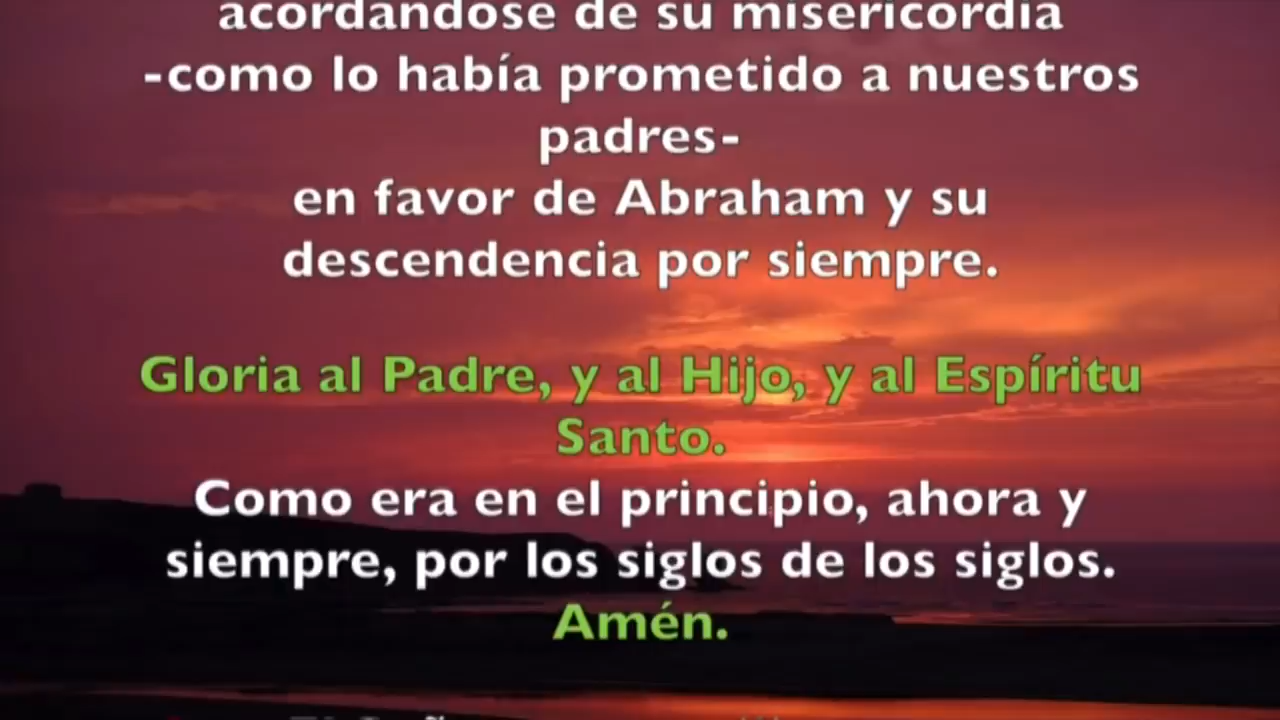 acordándose de su misericordia
-como lo había prometido a nuestros
padres-
en favor de Abraham y su
descendencia por siempre.
Gloria al Padre, y al Hijo, y al Espíritu
Santo.
Como era en el principio, ahora y
siempre, por los siglos de los siglos.
Amén.